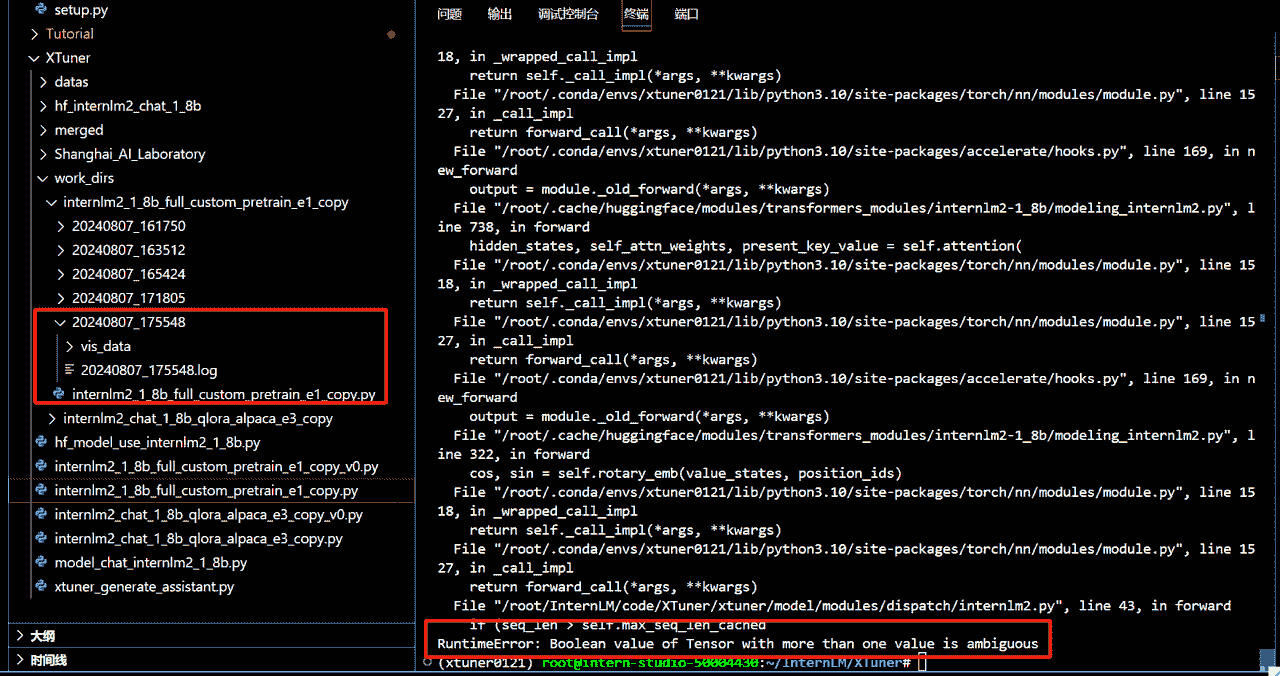 setup.py
Tutorial
XTuner
datas
hf_internlm2_chat_1_8b
merged
Shanghai_AI_Laboratory
work_dirs
internlm2_1_8b_full_custom_pretrain_e1_copy
20240807_161750
20240807_163512
20240807_165424
20240807_171805
20240807_175548
vis_data
20240807_175548.log
internlm2_1_8b_full_custom_pretrain_e1_copy.py
internlm2_chat_1_8b_qlora_alpaca_e3_copy
hf_model_use_internlm2_1_8b.py
internlm2_1_8b_full_custom_pretrain_e1_copy_v0.py
internlm2_1_8b_full_custom_pretrain_e1_copy.py
internlm2_chat_1_8b_qlora_alpaca_e3_copy_v0.py
internlm2_chat_1_8b_qlora_alpaca_e3_copy.py
model_chat_internlm2_1_8b.py
xtuner_generate_assistant.py
大纲
时间线
问题 输出 调试控制台 终端 端口
18, in _wrapped_call_impl
return self._call_impl(*args, **kwargs)
File "/root/.conda/envs/xtuner0121/lib/python3.10/site-packages/torch/nn/modules/module.py", line 15
27, in _call_impl
return forward_call(*args, **kwargs)
File "/root/.conda/envs/xtuner0121/lib/python3.10/site-packages/accelerate/hooks.py", line 169, in n
ew_forward
output = module._old_forward(*args, **kwargs)
File "/root/.cache/huggingface/modules/transformers_modules/internlm2-1_8b/modeling_internlm2.py", l
ine 738, in forward
hidden_states, self_attn_weights, present_key_value = self.attention(
File "/root/.conda/envs/xtuner0121/lib/python3.10/site-packages/torch/nn/modules/module.py", line 15
18, in _wrapped_call_impl
return self._call_impl(*args, **kwargs)
File "/root/.conda/envs/xtuner0121/lib/python3.10/site-packages/torch/nn/modules/module.py", line 15
27, in _call_impl
return forward_call(*args, **kwargs)
File "/root/.conda/envs/xtuner0121/lib/python3.10/site-packages/accelerate/hooks.py", line 169, in n
ew_forward
output = module._old_forward(*args, **kwargs)
File "/root/.cache/huggingface/modules/transformers_modules/internlm2-1_8b/modeling_internlm2.py", l
ine 322, in forward
cos, sin = self.rotary_emb(value_states, position_ids)
File "/root/.conda/envs/xtuner0121/lib/python3.10/site-packages/torch/nn/modules/module.py", line 15
18, in _wrapped_call_impl
return self._call_impl(*args, **kwargs)
File "/root/.conda/envs/xtuner0121/lib/python3.10/site-packages/torch/nn/modules/module.py", line 15
27, in _call_impl
return forward_call(*args, **kwargs)
File "/root/InternLM/code/XTuner/xtuner/model/modules/dispatch/internlm2.py", line 43, in forward
if (seq_len > self.max_seq_len_cached
RuntimeError: Boolean value of Tensor with more than one value is ambiguous
(xtuner0121) root@intern-studio-50004430:~/InternLM/XTuner#